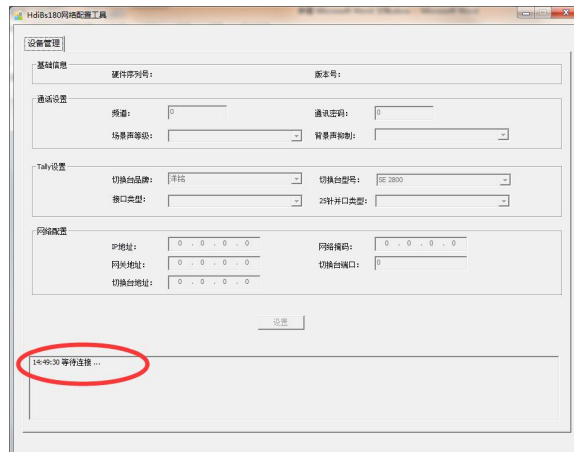 HdiBs180网络配置工具
设备管理
基础信息
硬件序列号： 版本号：
通话设置
频道： 0 通讯密码： 0
场景声等级： 背景声抑制：
Tally设置
切换台品牌： 洋铭 切换台型号： SE 2800
接口类型： 25针并口类型：
网络配置
IP地址： 0 . 0 . 0 . 0 网络掩码： 0 . 0 . 0 . 0
网关地址： 0 . 0 . 0 . 0 切换台端口： 0
切换台地址： 0 . 0 . 0 . 0
设置
14:49:30 等待连接 ...